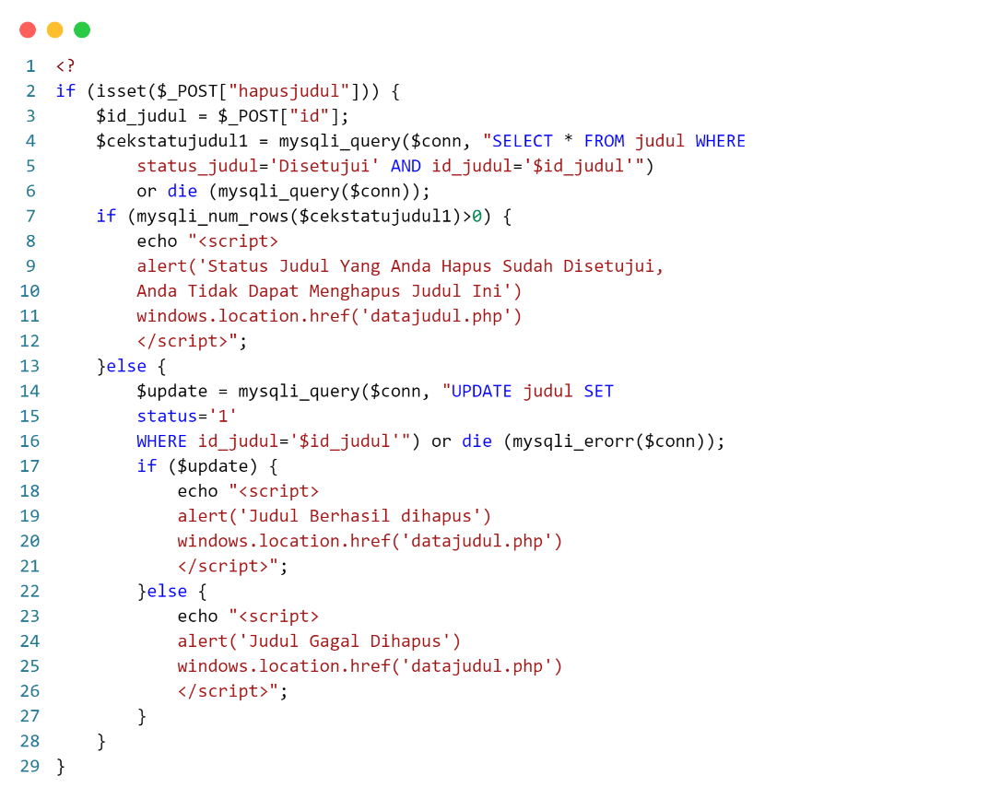 1 <?
2 if (isset($_POST["hapusjudul"])) {
3 $id_judul = $_POST["id"];
4 $cekstatujudul1 = mysqli_query($conn, "SELECT * FROM judul WHERE
5 status_judul='Disetujui' AND id_judul='$id_judul'")
6 or die (mysqli_query($conn));
7 if (mysqli_num_rows($cekstatujudul1)>0) {
8 echo "<script>
9 alert('Status Judul Yang Anda Hapus Sudah Disetujui,
10 Anda Tidak Dapat Menghapus Judul Ini')
11 windows.location.href('datajudul.php')
12 </script>";
13 }else {
14 $update = mysqli_query($conn, "UPDATE judul SET
15 status='1'
16 WHERE id_judul='$id_judul'") or die (mysqli_erorr($conn));
17 if ($update) {
18 echo "<script>
19 alert('Judul Berhasil dihapus')
20 windows.location.href('datajudul.php')
21 </script>";
22 }else {
23 echo "<script>
24 alert('Judul Gagal Dihapus')
25 windows.location.href('datajudul.php')
26 </script>";
27 }
28 }
29 }